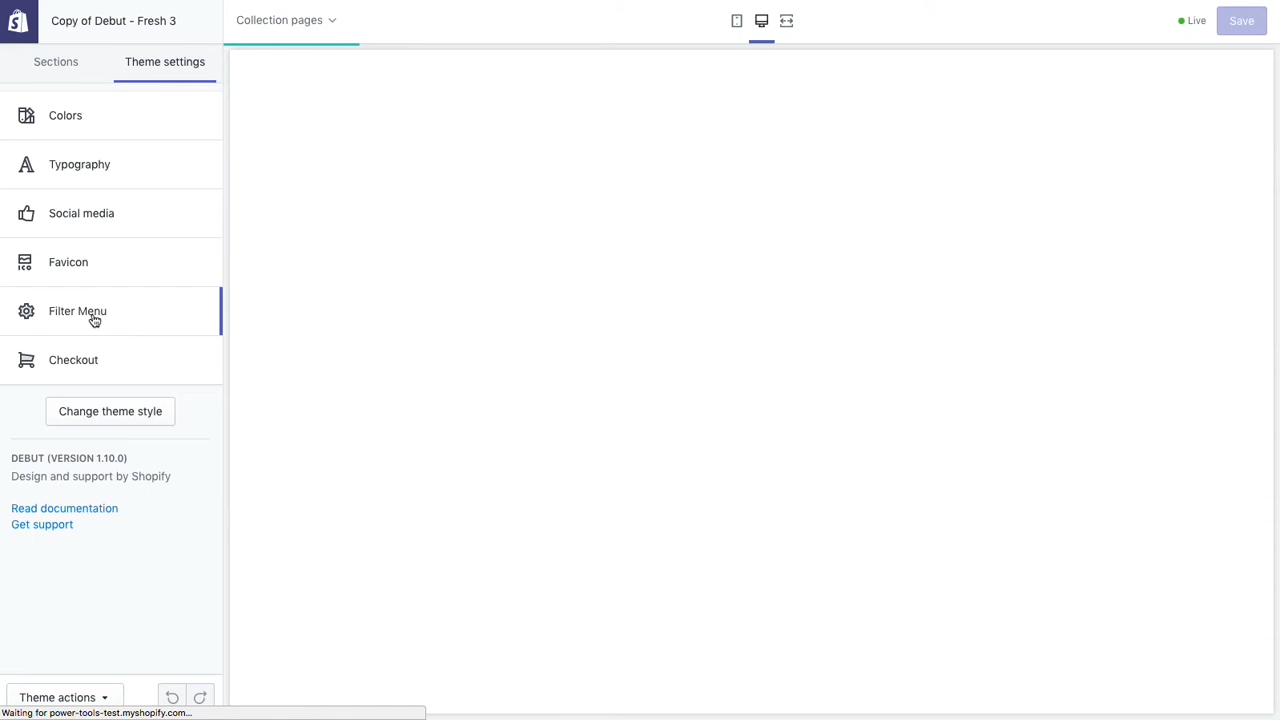 Copy of Debut - Fresh 3
Collection pages
Live
Save
Sections
Theme settings
Colors
Typography
Social media
ICO
Favicon
Filter Menu
Checkout
Change theme style
DEBUT (VERSION 1.10.0)
Design and support by Shopify
Read documentation
Get support
Theme actions
Waiting for power-tools-test.myshopify.com...